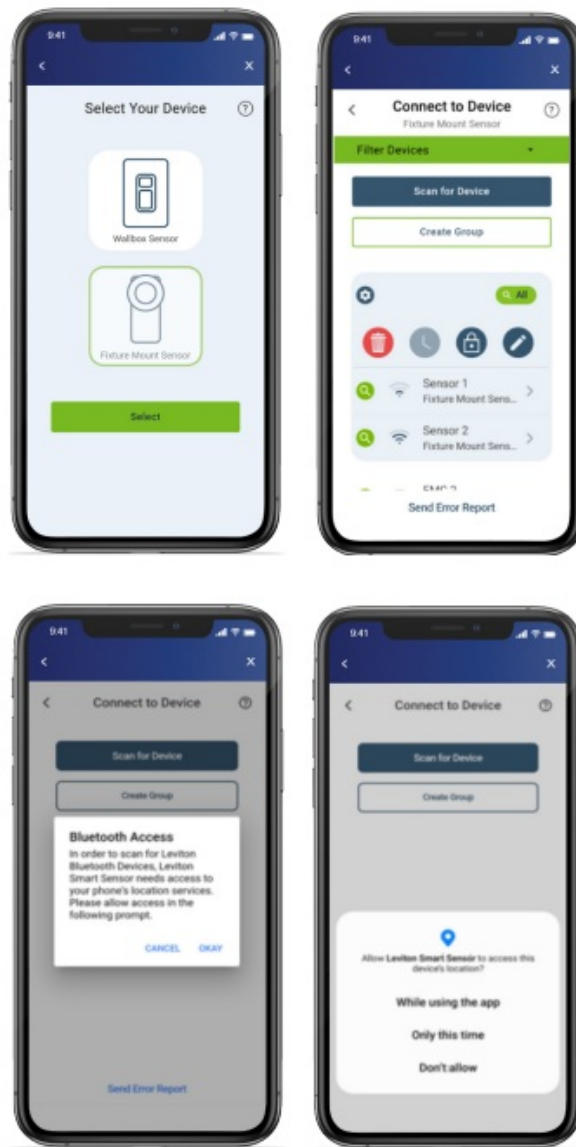 9:41
Select Your Device
Wallbox Sensor
Fixture Mount Sensor
Select
9:41
Connect to Device
Fixture Mount Sensor
Filter Devices
Scan for Device
Create Group
All
Sensor 1
Fixture Mount Sens...
Sensor 2
Fixture Mount Sens...
Send Error Report
9:41
Connect to Device
Scan for Device
Create Group
Bluetooth Access
In order to scan for Leviton
Bluetooth Devices, Leviton
Smart Sensor needs access to
your phone's location services.
Please allow access in the
following prompt.
CANCEL OKAY
Send Error Report
9:41
Connect to Device
Scan for Device
Create Group
Allow Leviton Smart Sensor to access this
device's location?
While using the app
Only this time
Don't allow